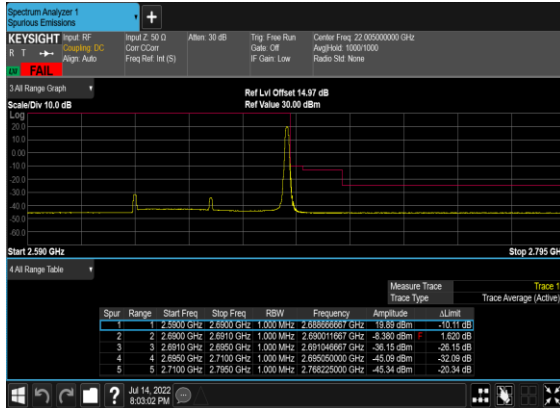 Spectrum Analyzer 1
Spurious Emissions
+
KEYSIGHT Input: RF Input Z: 50 Ω Atten: 30 dB Trig: Free Run Center Freq: 22.005000000 GHz
R T Coupling: DC Corr CCorr Gate: Off Avg|Hold: 1000/1000
Align: Auto Freq Ref: Int (S) IF Gain: Low Radio Std: None
LV FAIL
3 All Range Graph
Ref Lvl Offset 14.97 dB
Scale/Div 10.0 dB Ref Value 30.00 dBm
Log
20.0
10.0
0.00
-10.0
-20.0
-30.0
-40.0
-50.0
-60.0
Start 2.590 GHz Stop 2.795 GH
4 All Range Table
Measure Trace Trace 1
Trace Type Trace Average (Active)
Spur Range Start Freq Stop Freq RBW Frequency Amplitude ΔLimit
1 1 2.5900 GHz 2.6900 GHz 1.000 MHz 2.688666667 GHz 19.89 dBm -10.11 dB
2 2 2.6900 GHz 2.6910 GHz 1.000 MHz 2.690011667 GHz -8.380 dBm F 1.620 dB
3 3 2.6910 GHz 2.6950 GHz 1.000 MHz 2.691046667 GHz -36.15 dBm -26.15 dB
4 4 2.6950 GHz 2.7100 GHz 1.000 MHz 2.695050000 GHz -45.09 dBm -32.09 dB
5 5 2.7100 GHz 2.7950 GHz 1.000 MHz 2.768225000 GHz -45.34 dBm -20.34 dB
? Jul 14, 2022
8:03:02 PM